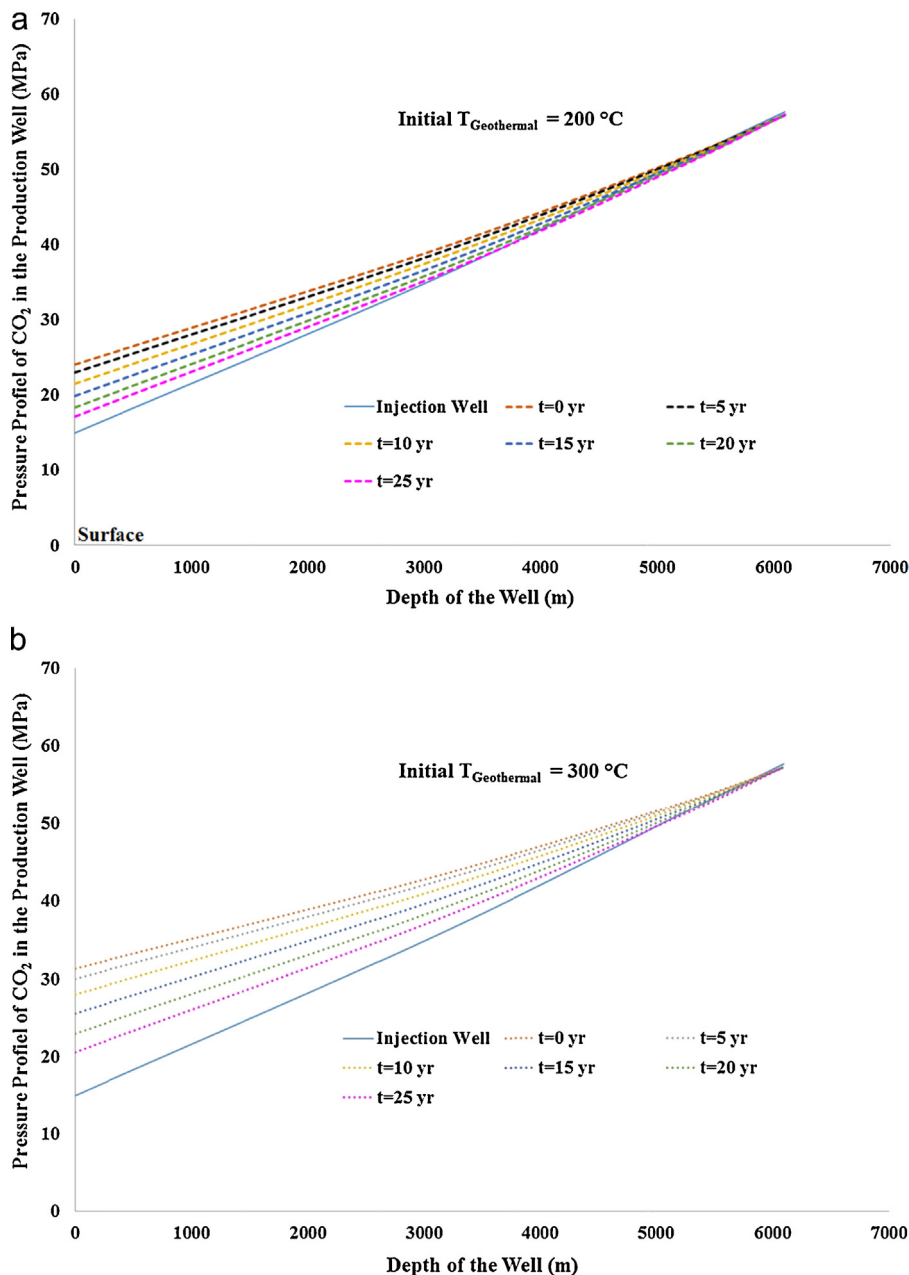 a
70
60
50
40
30
20
10
0
Pressure Profiel of CO₂ in the Production Well (MPa)
Initial T_Geothermal = 200 °C
Injection Well t=0 yr t=5 yr
t=10 yr t=15 yr t=20 yr
t=25 yr
Surface
0 1000 2000 3000 4000 5000 6000 7000
Depth of the Well (m)
b
70
60
50
40
30
20
10
0
Pressure Profiel of CO₂ in the Production Well (MPa)
Initial T_Geothermal = 300 °C
Injection Well t=0 yr t=5 yr
t=10 yr t=15 yr t=20 yr
t=25 yr
0 1000 2000 3000 4000 5000 6000 7000
Depth of the Well (m)